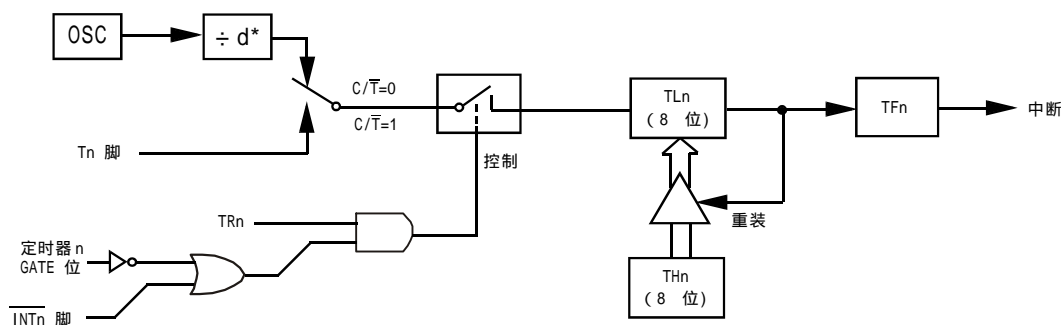 OSC
÷ d*
C/T̅=0
C/T̅=1
Tn 脚
控制
TLn
(8 位)
TFn
中断
重装
THn
(8 位)
TRn
定时器n
GATE 位
I̅N̅T̅n̅ 脚